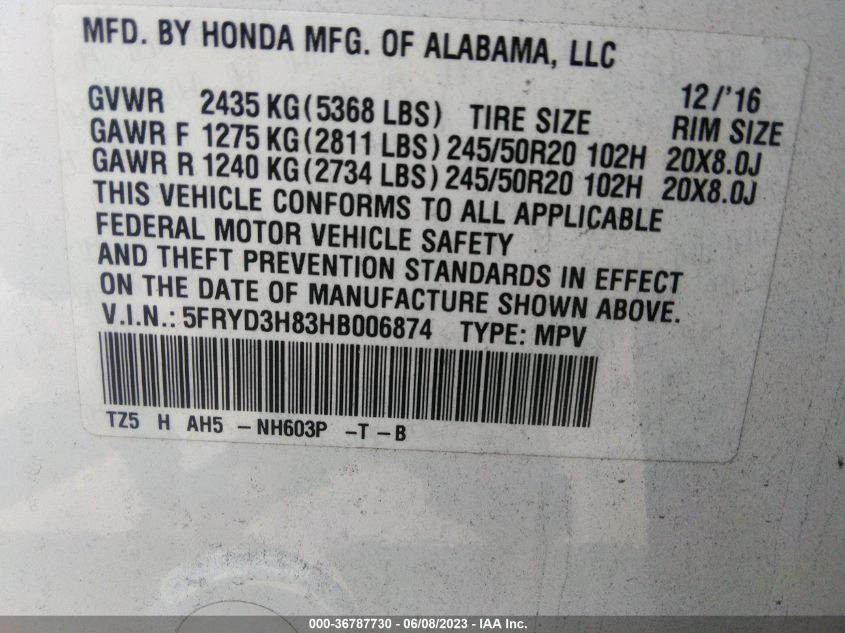 MFD. BY HONDA MFG. OF ALABAMA, LLC
12/'16
GVWR 2435 KG (5368 LBS) TIRE SIZE RIM SIZE
GAWR F 1275 KG (2811 LBS) 245/50R20 102H 20X8.0J
GAWR R 1240 KG (2734 LBS) 245/50R20 102H 20X8.0J
THIS VEHICLE CONFORMS TO ALL APPLICABLE
FEDERAL MOTOR VEHICLE SAFETY
AND THEFT PREVENTION STANDARDS IN EFFECT
ON THE DATE OF MANUFACTURE SHOWN ABOVE.
V.I.N.: 5FRYD3H83HB006874 TYPE: MPV
TZ5 H AH5 -NH603P -T-B
000-36787730 - 06/08/2023 - IAA Inc.